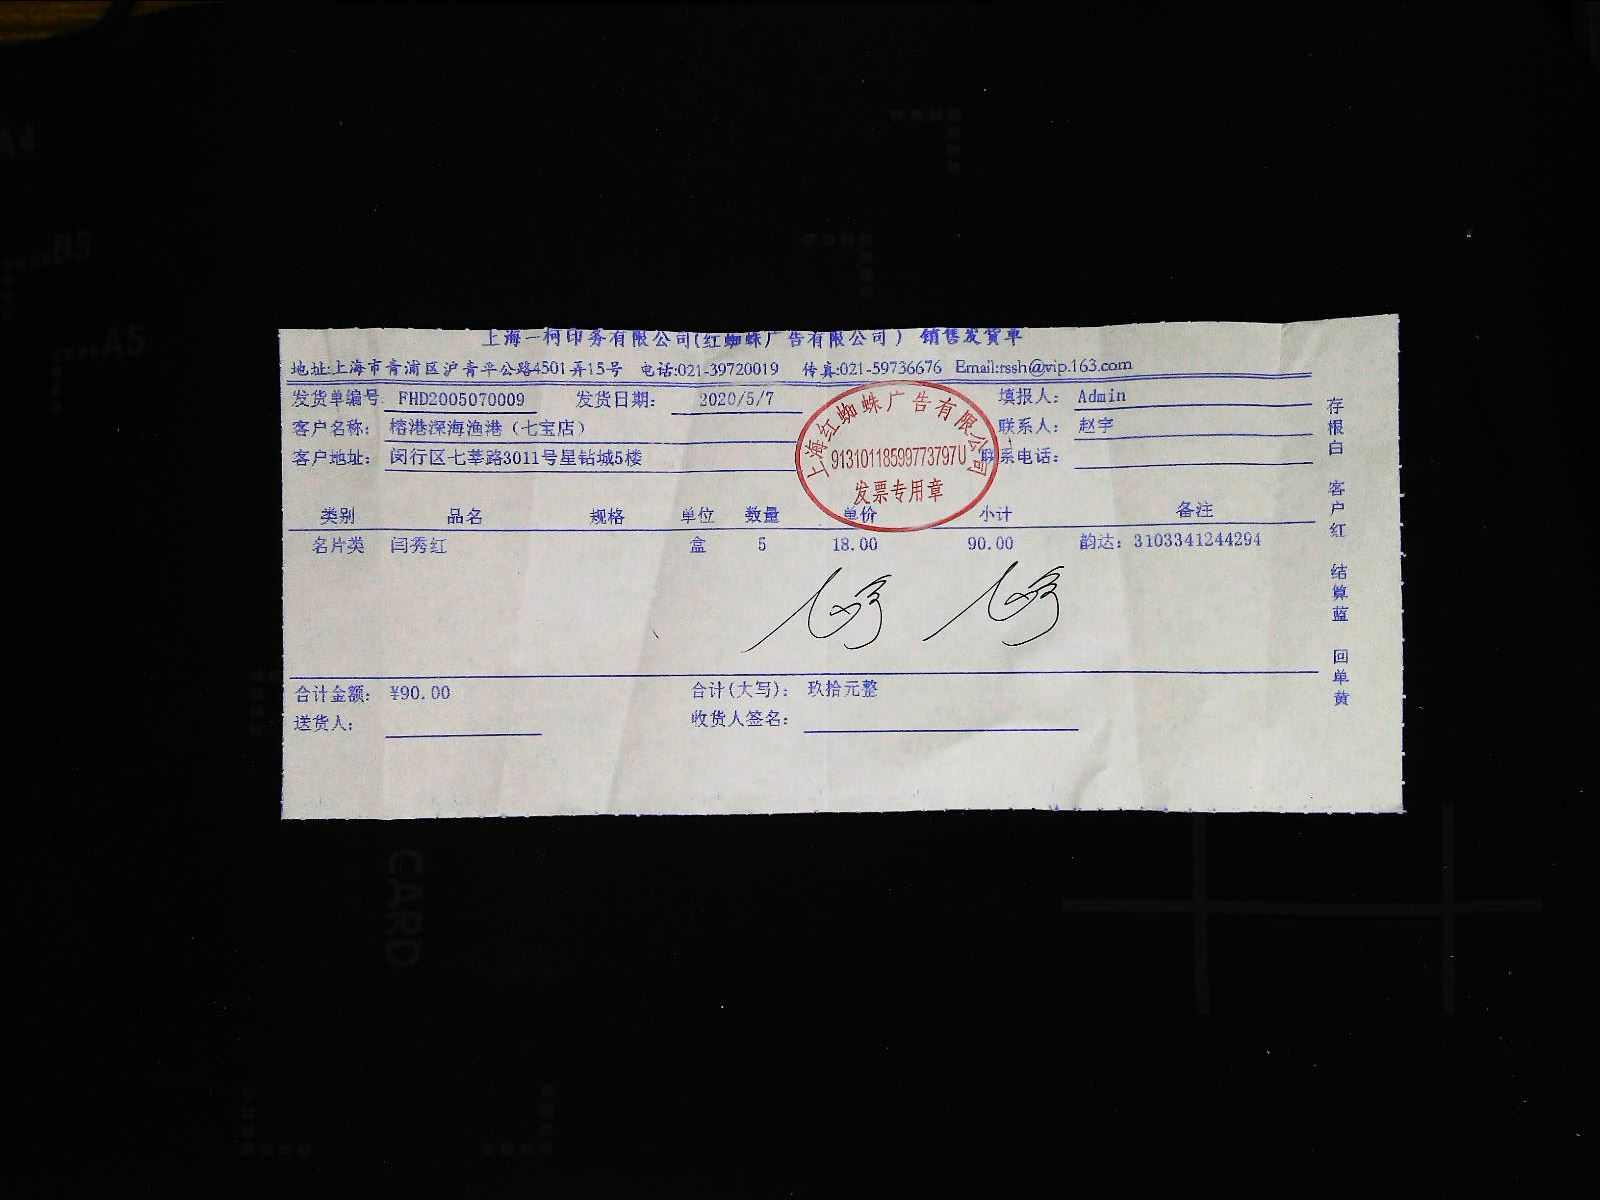 上海一柯印务有限公司(红蜘蛛广告有限公司) 销售发货单
地址:上海市青浦区沪青平公路4501弄15号 电话:021-39720019 传真:021-59736676 Email:rssh@vip.163.com
发货单编号 FHD2005070009 发货日期: 2020/5/7 填报人: Admin
客户名称: 榕港深海渔港(七宝店) 联系人: 赵宇
客户地址: 闵行区七莘路3011号星钻城5楼 联系电话:
上海红蜘蛛广告有限公司
91310118599773797U
发票专用章
类别 品名 规格 单位 数量 单价 小计 备注
名片类 闫秀红 盒 5 18.00 90.00 韵达: 3103341244294
合计金额: ¥90.00 合计(大写): 玖拾元整
送货人: 收货人签名:
存根白 客户红 结算蓝 回单黄
A4
B5
A5
CARD